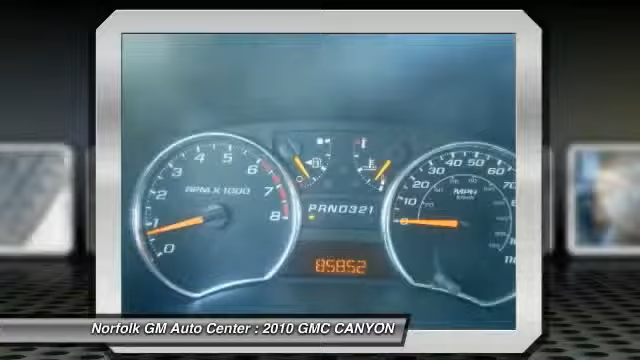 0 1 2 3 4 5 6 7 8
RPM X 1000
PRND321
85852
0 10 20 30 40 50 60 70
MPH
Norfolk GM Auto Center : 2010 GMC CANYON